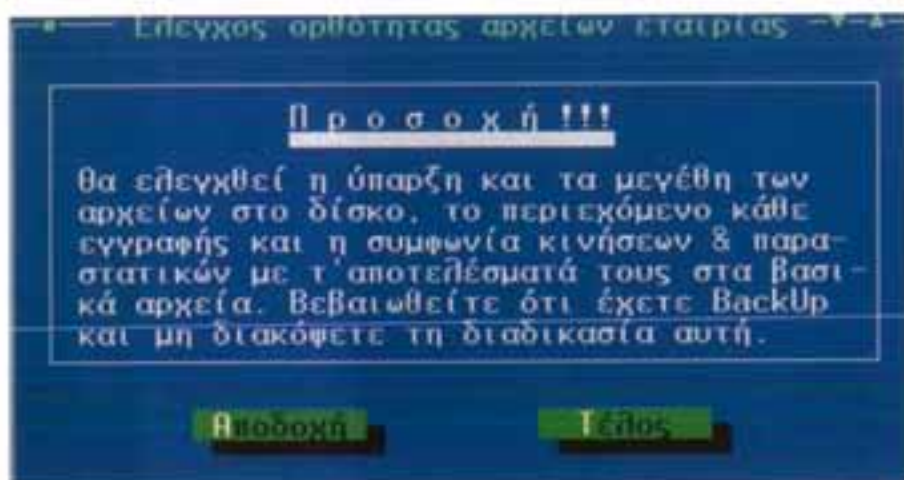 Έλεγχος ορθότητας αρχείων εταιρίας
Προσοχή!!!
Θα ελεγχθεί η ύπαρξη και τα μεγέθη των
αρχείων στο δίσκο, το περιεχόμενο κάθε
εγγραφής και η συμφωνία κινήσεων & παρα-
στατικών με τ'αποτελέσματά τους στα βασι-
κά αρχεία. Βεβαιωθείτε ότι έχετε BackUp
και μη διακόψετε τη διαδικασία αυτή.
Αποδοχή Τέλος